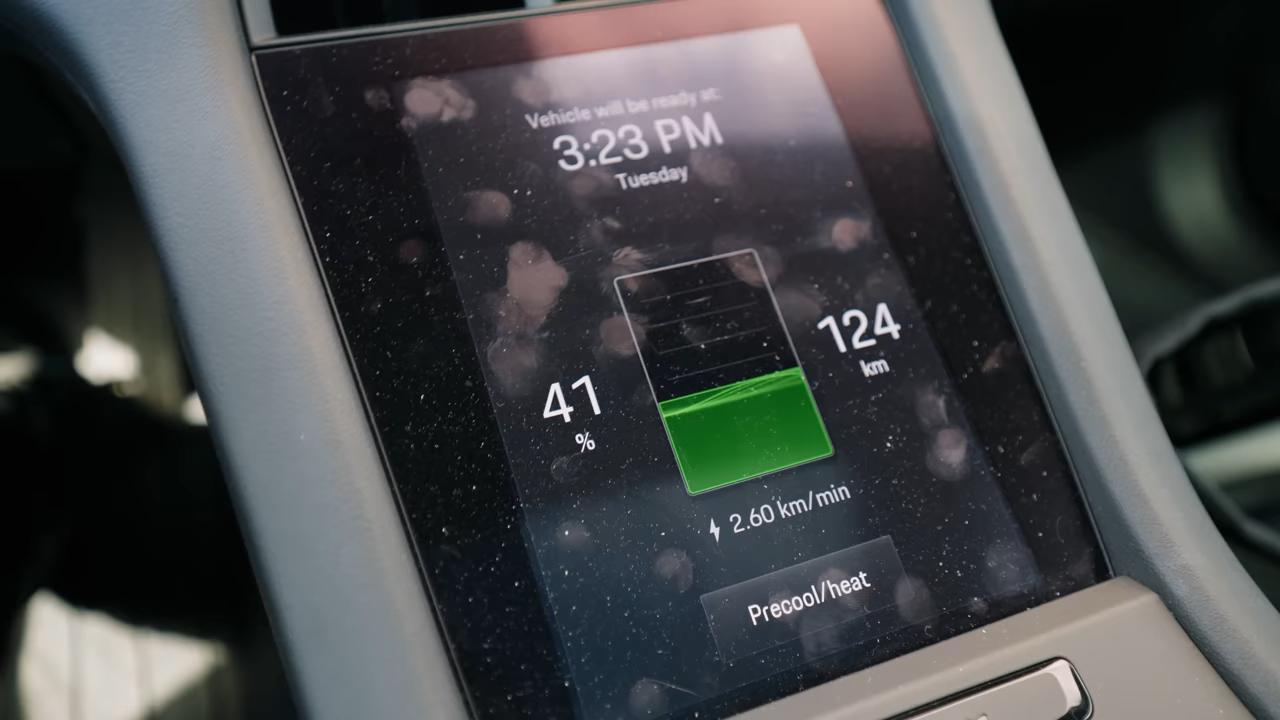 Vehicle will be ready at:
3:23 PM
Tuesday
41
%
124
km
2.60 km/min
Precool/heat